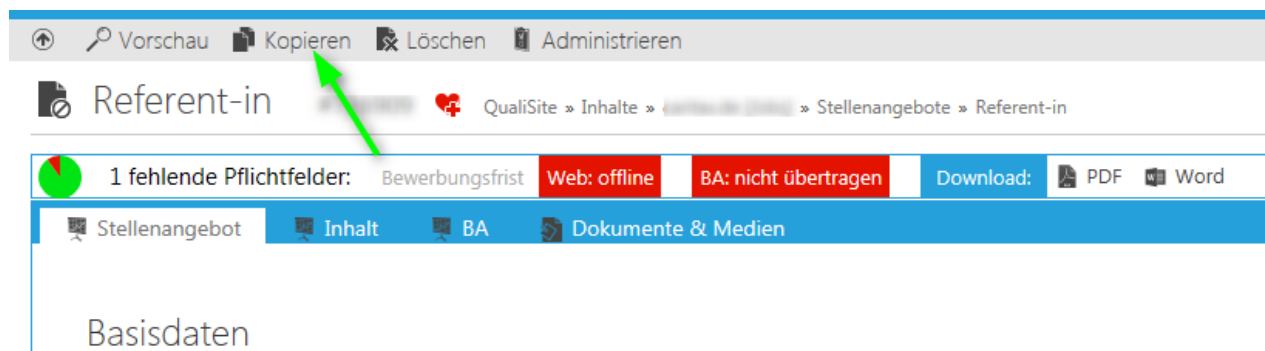 Vorschau Kopieren Löschen Administrieren
Referent-in QualiSite » Inhalte » » Stellenangebote » Referent-in
1 fehlende Pflichtfelder: Bewerbungsfrist Web: offline BA: nicht übertragen Download: PDF Word
Stellenangebot Inhalt BA Dokumente & Medien
Basisdaten